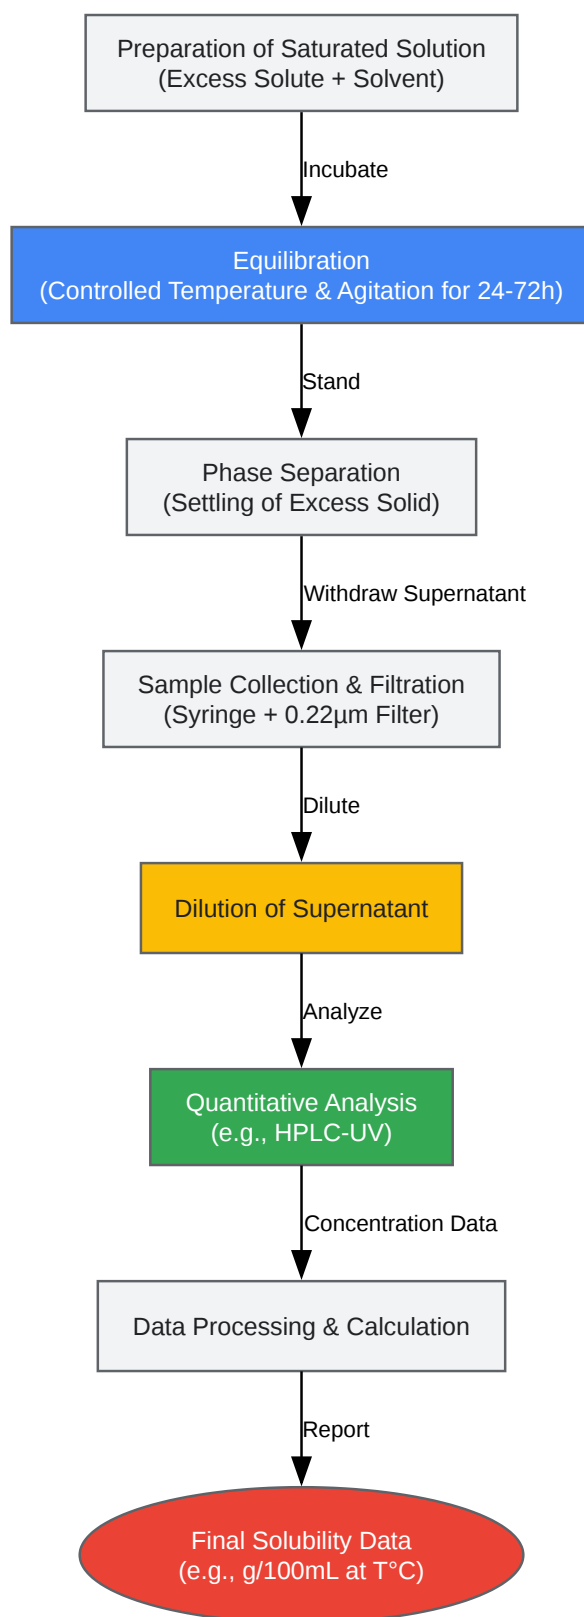 Preparation of Saturated Solution
(Excess Solute + Solvent)
Incubate
Equilibration
(Controlled Temperature & Agitation for 24-72h)
Stand
Phase Separation
(Settling of Excess Solid)
Withdraw Supernatant
Sample Collection & Filtration
(Syringe + 0.22µm Filter)
Dilute
Dilution of Supernatant
Analyze
Quantitative Analysis
(e.g., HPLC-UV)
Concentration Data
Data Processing & Calculation
Report
Final Solubility Data
(e.g., g/100mL at T°C)